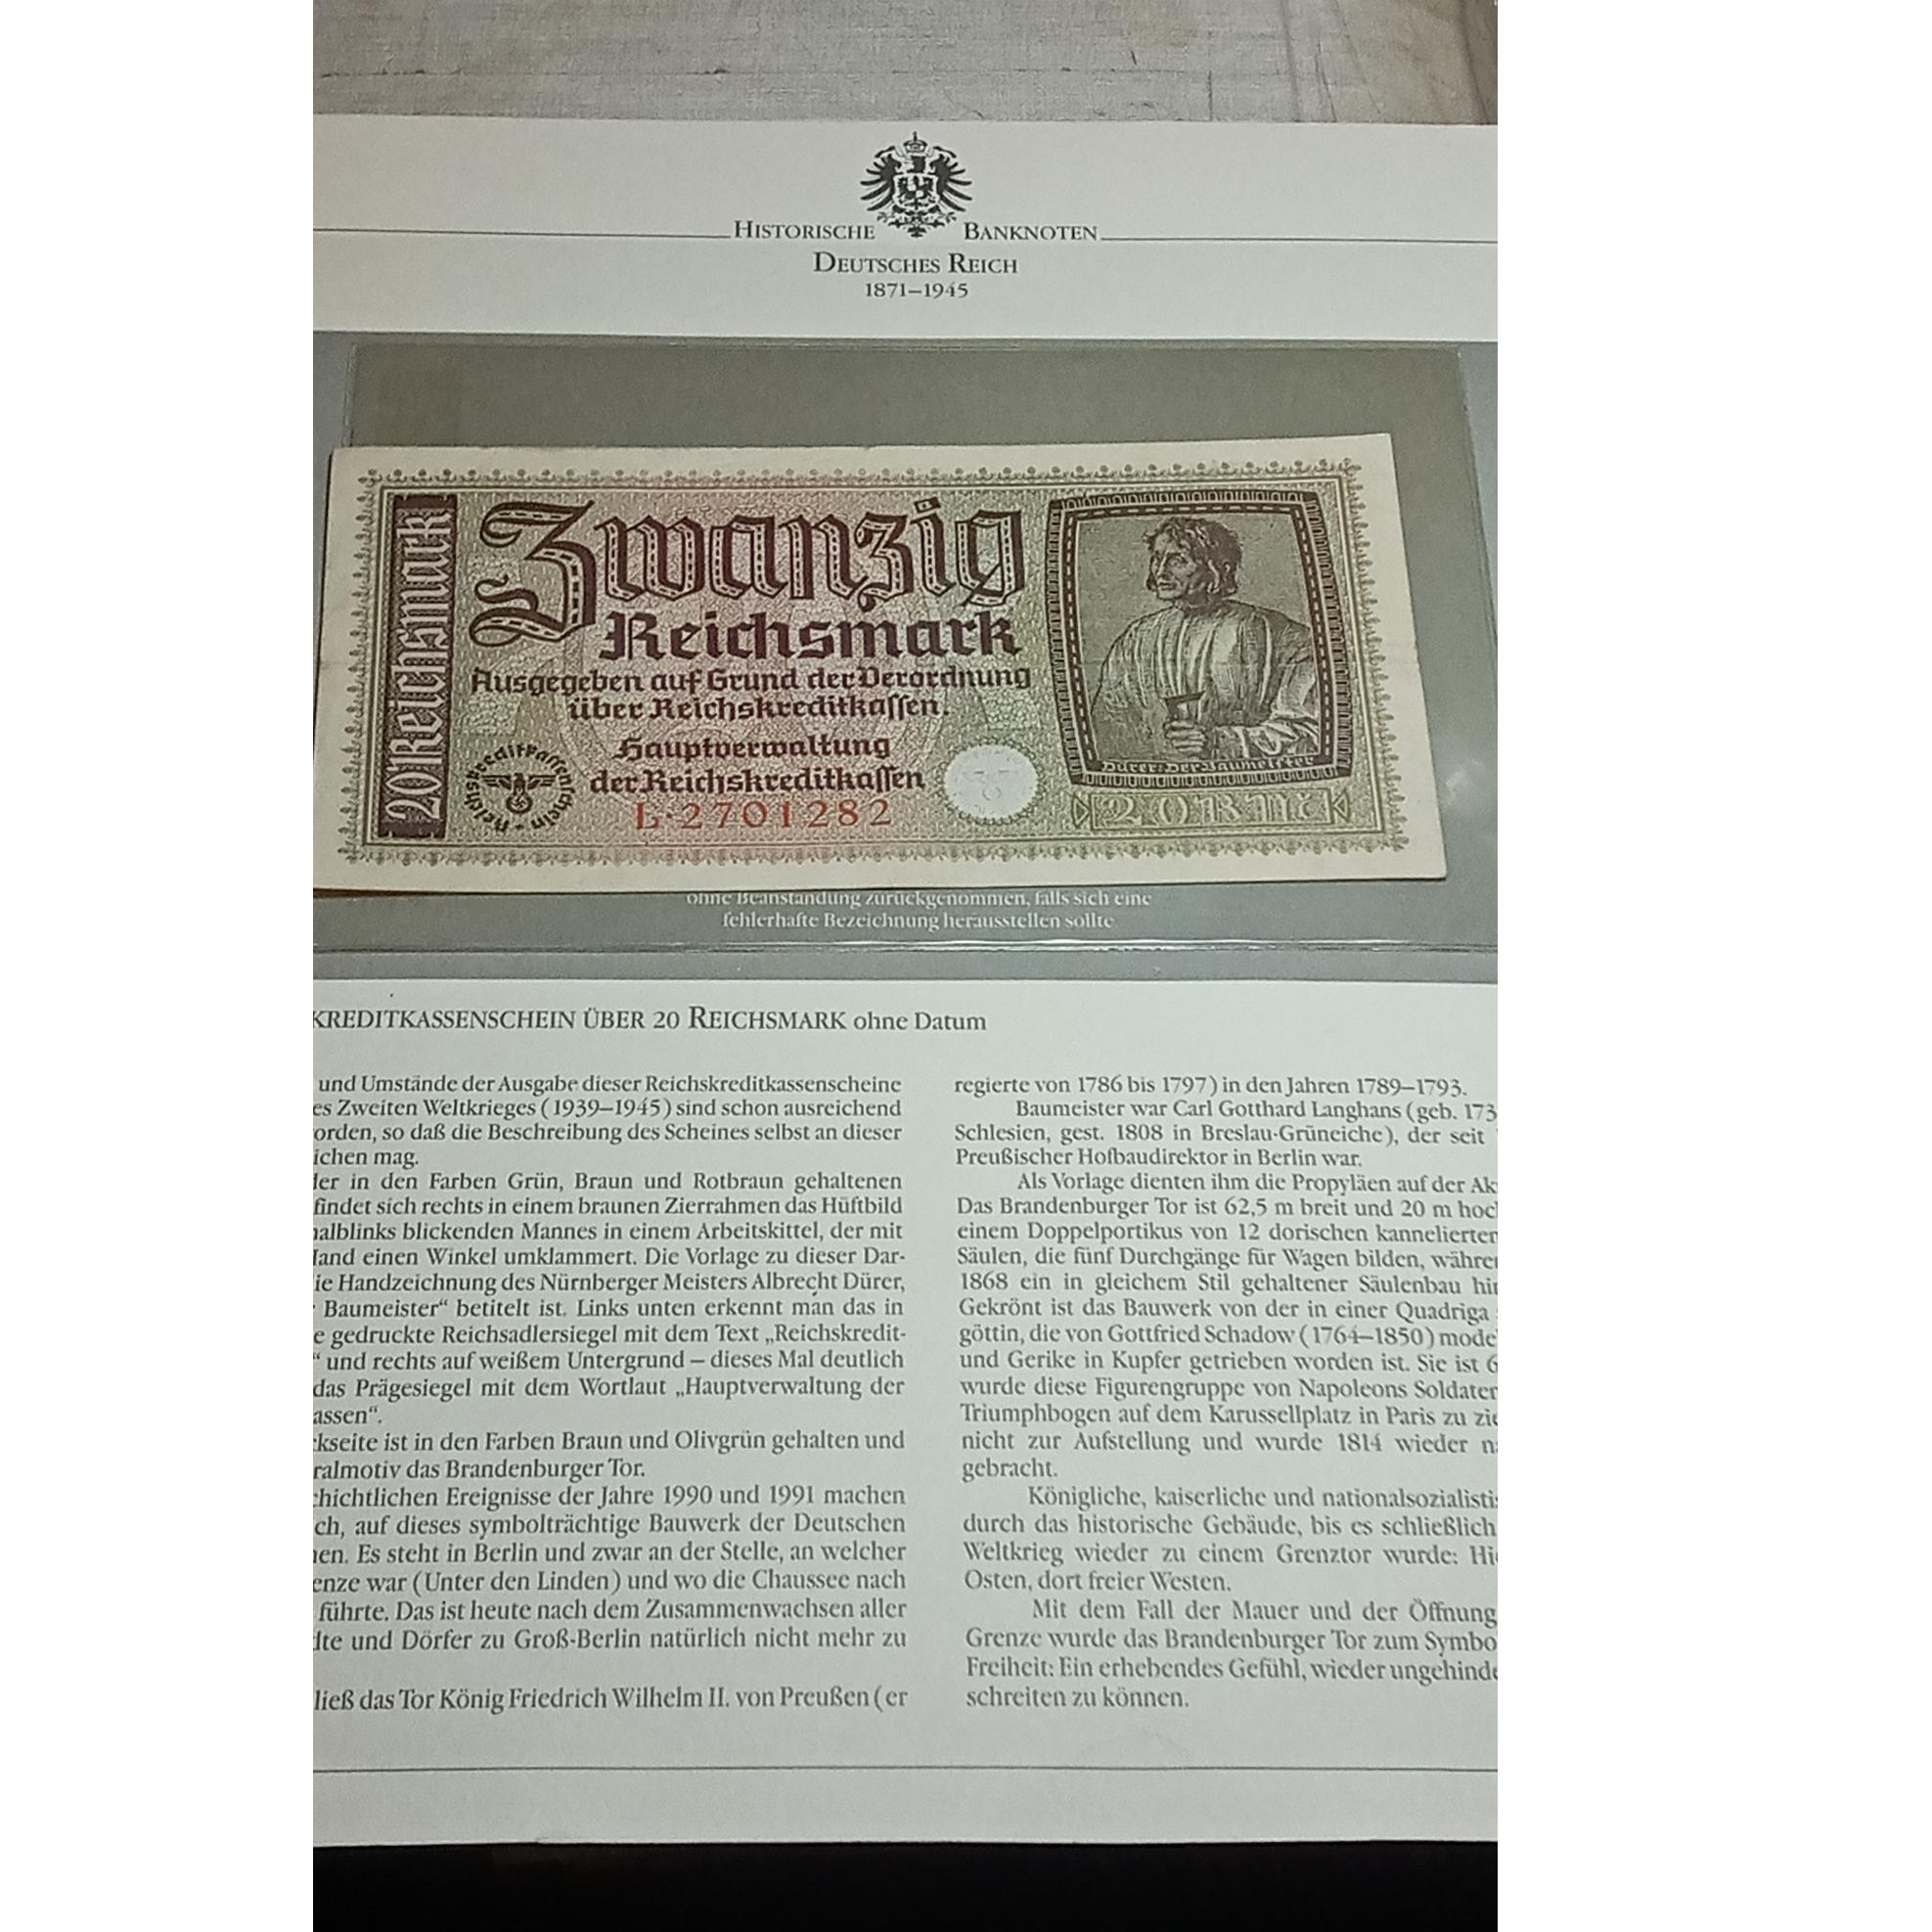 HISTORISCHE BANKNOTEN
DEUTSCHES REICH
1871–1945
20 Reichsmark
Zwanzig
Reichsmark
Ausgegeben auf Grund der Verordnung
über Reichskreditkassen.
Hauptverwaltung
der Reichskreditkassen
Reichskreditkassenschein
L·2701282
Dürer: Der Baumeister
20 RMk
ohne Beanstandung zurückgenommen, falls sich eine
fehlerhafte Bezeichnung herausstellen sollte
KREDITKASSENSCHEIN ÜBER 20 REICHSMARK ohne Datum
und Umstände der Ausgabe dieser Reichskreditkassenscheine
es Zweiten Weltkrieges (1939–1945) sind schon ausreichend
orden, so daß die Beschreibung des Scheines selbst an dieser
ichen mag.
der in den Farben Grün, Braun und Rotbraun gehaltenen
findet sich rechts in einem braunen Zierrahmen das Hüftbild
halblinks blickenden Mannes in einem Arbeitskittel, der mit
Hand einen Winkel umklammert. Die Vorlage zu dieser Dar-
ie Handzeichnung des Nürnberger Meisters Albrecht Dürer,
Baumeister“ betitelt ist. Links unten erkennt man das in
e gedruckte Reichsadlersiegel mit dem Text „Reichskredit-
“ und rechts auf weißem Untergrund – dieses Mal deutlich
das Prägesiegel mit dem Wortlaut „Hauptverwaltung der
assen“.
ckseite ist in den Farben Braun und Olivgrün gehalten und
ralmotiv das Brandenburger Tor.
chichtlichen Ereignisse der Jahre 1990 und 1991 machen
ch, auf dieses symbolträchtige Bauwerk der Deutschen
nen. Es steht in Berlin und zwar an der Stelle, an welcher
enze war (Unter den Linden) und wo die Chaussee nach
führte. Das ist heute nach dem Zusammenwachsen aller
dte und Dörfer zu Groß-Berlin natürlich nicht mehr zu
ließ das Tor König Friedrich Wilhelm II. von Preußen (er
regierte von 1786 bis 1797) in den Jahren 1789–1793.
Baumeister war Carl Gotthard Langhans (geb. 173
Schlesien, gest. 1808 in Breslau-Grüneiche), der seit
Preußischer Hofbaudirektor in Berlin war.
Als Vorlage dienten ihm die Propyläen auf der Ak
Das Brandenburger Tor ist 62,5 m breit und 20 m hoc
einem Doppelportikus von 12 dorischen kannelierten
Säulen, die fünf Durchgänge für Wagen bilden, währe
1868 ein in gleichem Stil gehaltener Säulenbau hin
Gekrönt ist das Bauwerk von der in einer Quadriga
göttin, die von Gottfried Schadow (1764–1850) mode
und Gerike in Kupfer getrieben worden ist. Sie ist 6
wurde diese Figurengruppe von Napoleons Soldaten
Triumphbogen auf dem Karussellplatz in Paris zu zie
nicht zur Aufstellung und wurde 1814 wieder n
gebracht.
Königliche, kaiserliche und nationalsozialistis
durch das historische Gebäude, bis es schließlich
Weltkrieg wieder zu einem Grenztor wurde: Hi
Osten, dort freier Westen.
Mit dem Fall der Mauer und der Öffnung
Grenze wurde das Brandenburger Tor zum Symbo
Freiheit: Ein erhebendes Gefühl, wieder ungehinde
schreiten zu können.